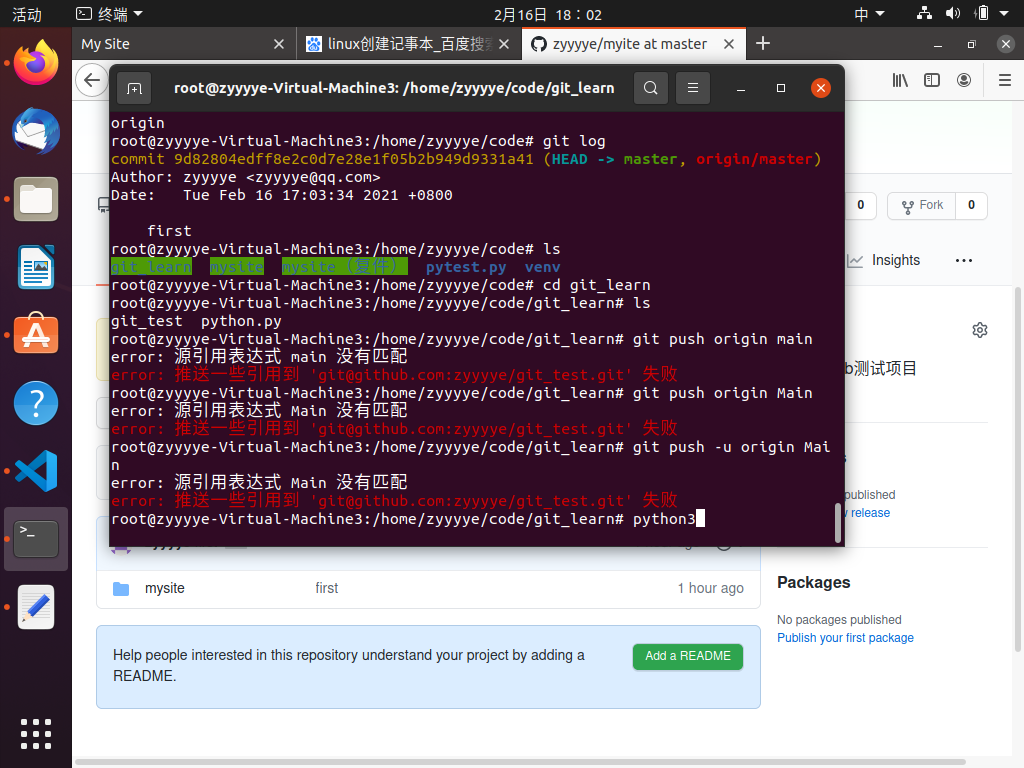 活动
终端
2月16日 18：02
中
My Site
linux创建记事本_百度搜索
zyyyye/myite at master
root@zyyyye-Virtual-Machine3: /home/zyyyye/code/git_learn
origin
root@zyyyye-Virtual-Machine3:/home/zyyyye/code# git log
commit 9d82804edff8e2c0d7e28e1f05b2b949d9331a41 (HEAD -> master, origin/master)
Author: zyyyye <zyyyye@qq.com>
Date:   Tue Feb 16 17:03:34 2021 +0800
first
root@zyyyye-Virtual-Machine3:/home/zyyyye/code# ls
git_learn  mysite  mysite（复件）  pytest.py  venv
root@zyyyye-Virtual-Machine3:/home/zyyyye/code# cd git_learn
root@zyyyye-Virtual-Machine3:/home/zyyyye/code/git_learn# ls
git_test  python.py
root@zyyyye-Virtual-Machine3:/home/zyyyye/code/git_learn# git push origin main
error: 源引用表达式 main 没有匹配
error: 推送一些引用到 'git@github.com:zyyyye/git_test.git' 失败
root@zyyyye-Virtual-Machine3:/home/zyyyye/code/git_learn# git push origin Main
error: 源引用表达式 Main 没有匹配
error: 推送一些引用到 'git@github.com:zyyyye/git_test.git' 失败
root@zyyyye-Virtual-Machine3:/home/zyyyye/code/git_learn# git push -u origin Mai
n
error: 源引用表达式 Main 没有匹配
error: 推送一些引用到 'git@github.com:zyyyye/git_test.git' 失败
root@zyyyye-Virtual-Machine3:/home/zyyyye/code/git_learn# python3
0
Fork
0
Insights
b测试项目
published
release
mysite
first
1 hour ago
Help people interested in this repository understand your project by adding a
README.
Add a README
Packages
No packages published
Publish your first package